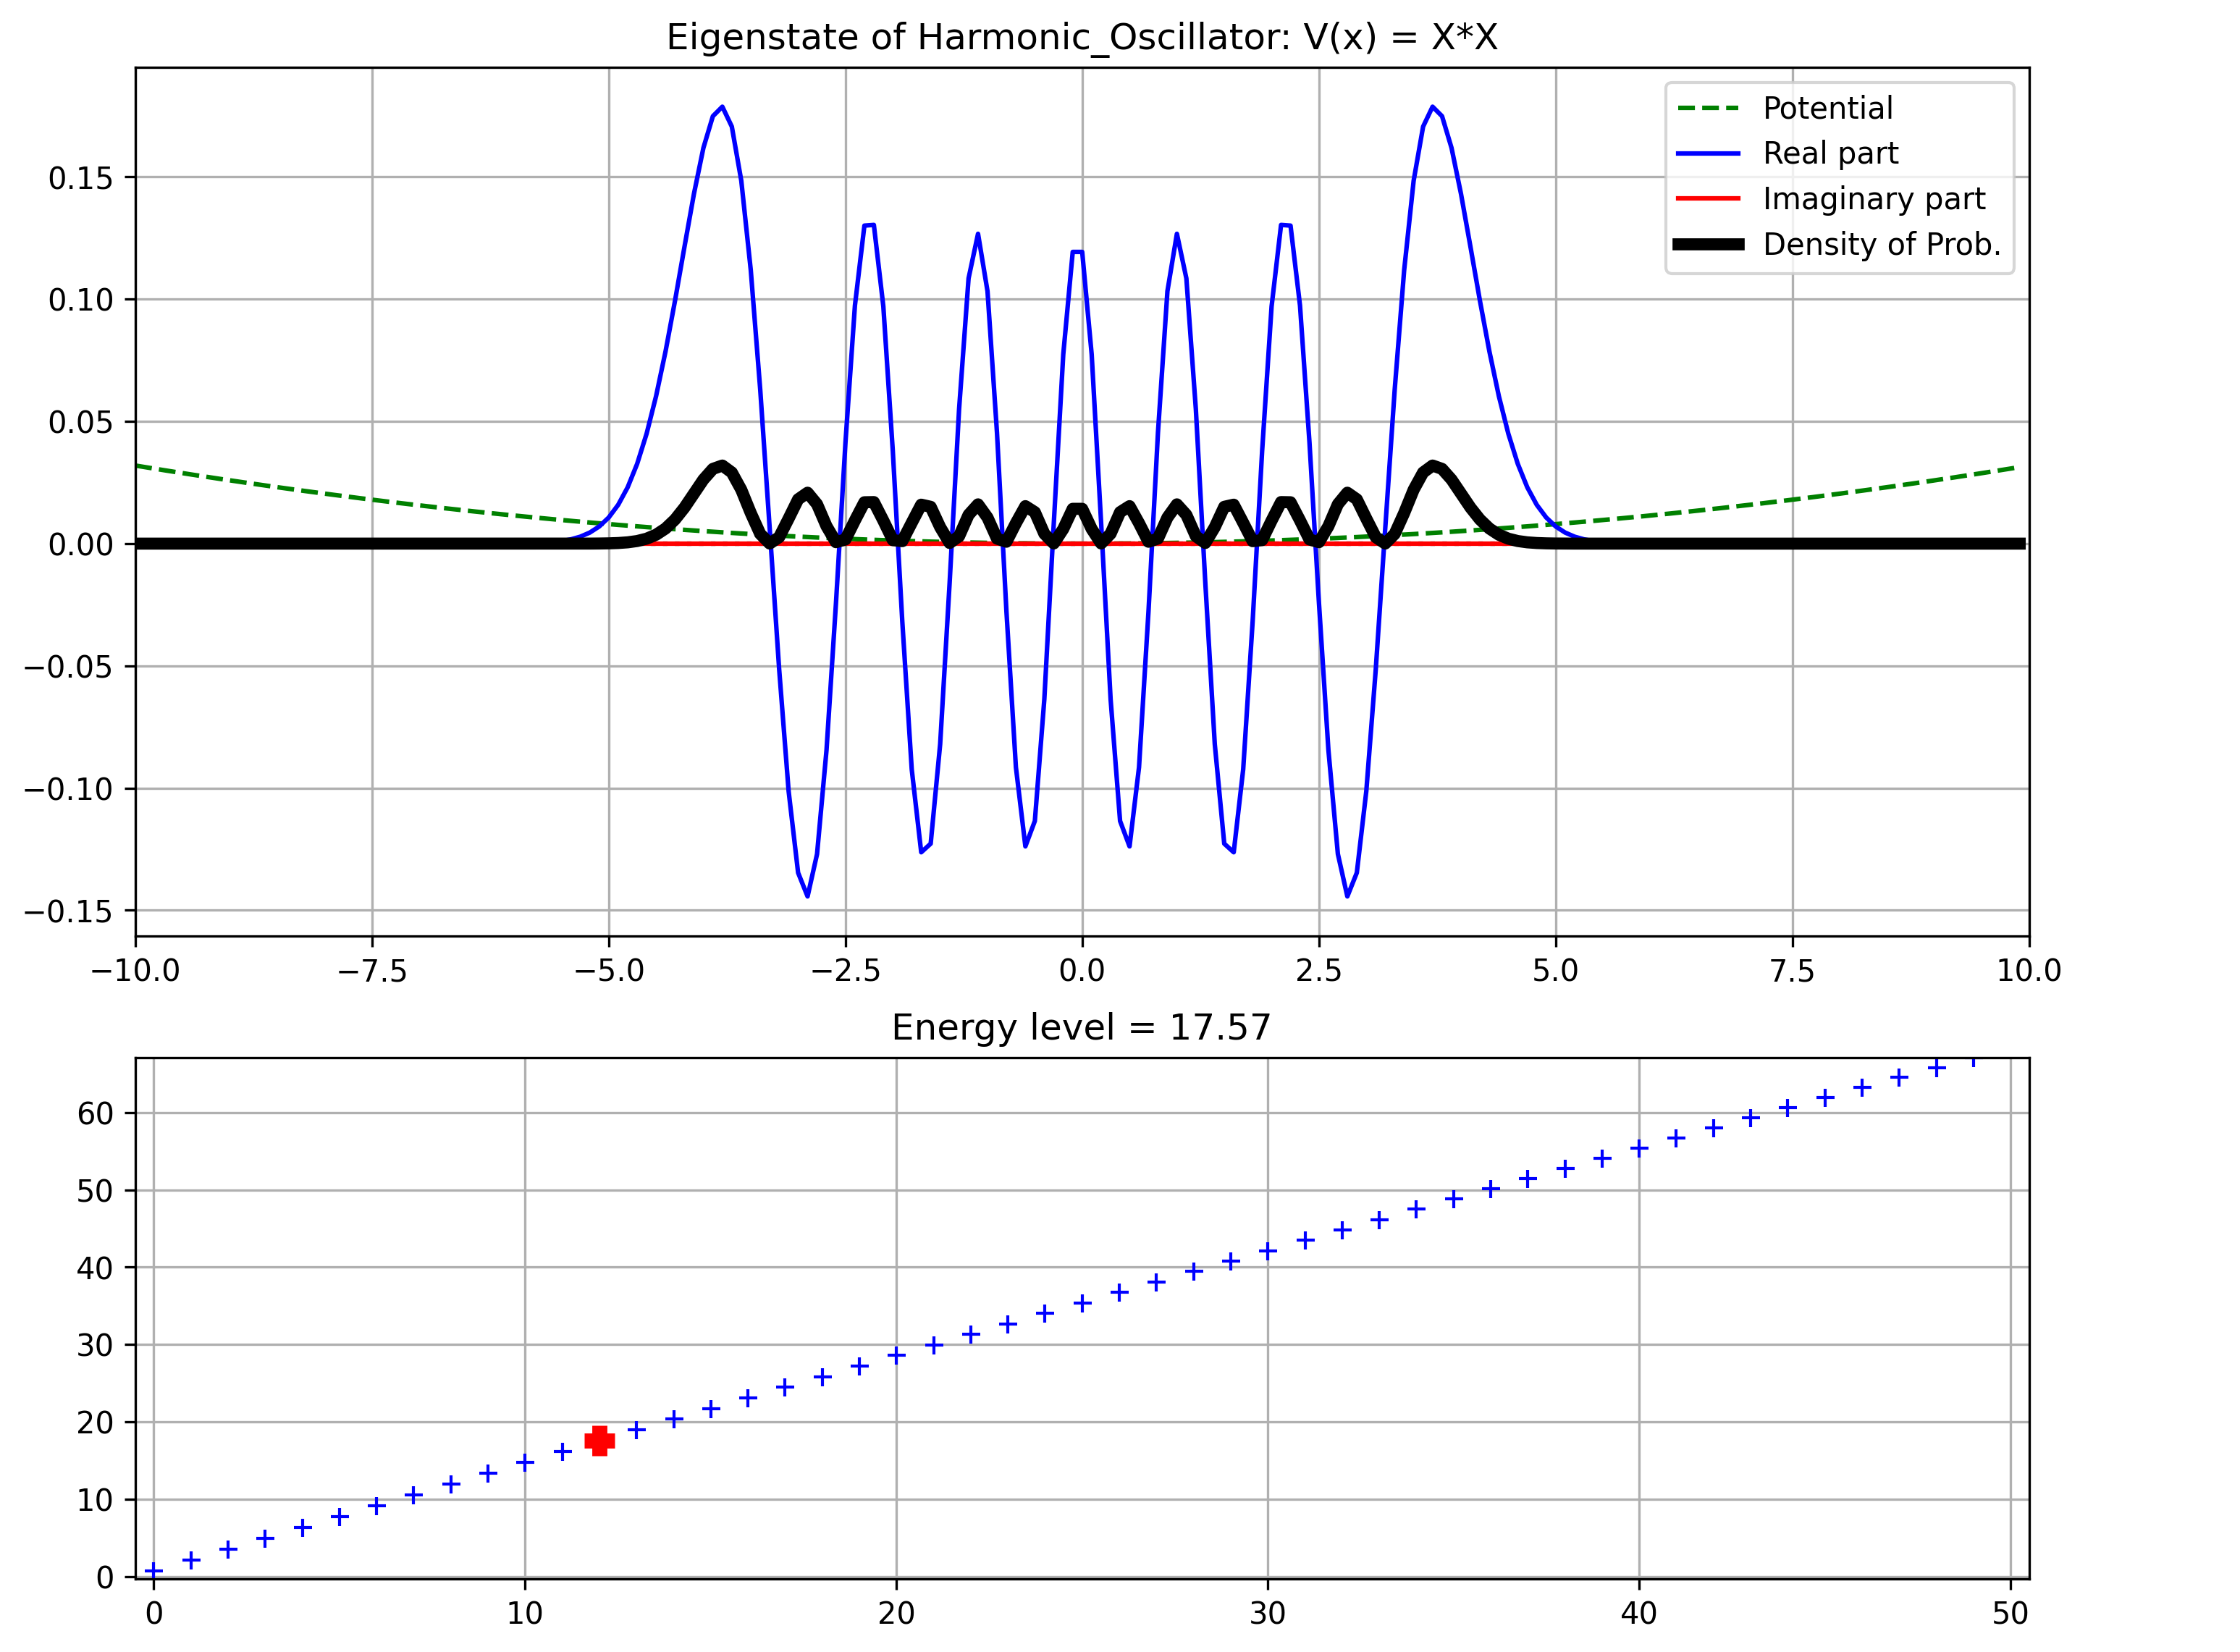 Eigenstate of Harmonic_Oscillator: V(x) = X*X
Potential
Real part
Imaginary part
Density of Prob.
0.15
0.10
0.05
0.00
−0.05
−0.10
−0.15
−10.0 −7.5 −5.0 −2.5 0.0 2.5 5.0 7.5 10.0
Energy level = 17.57
60
50
40
30
20
10
0
0 10 20 30 40 50